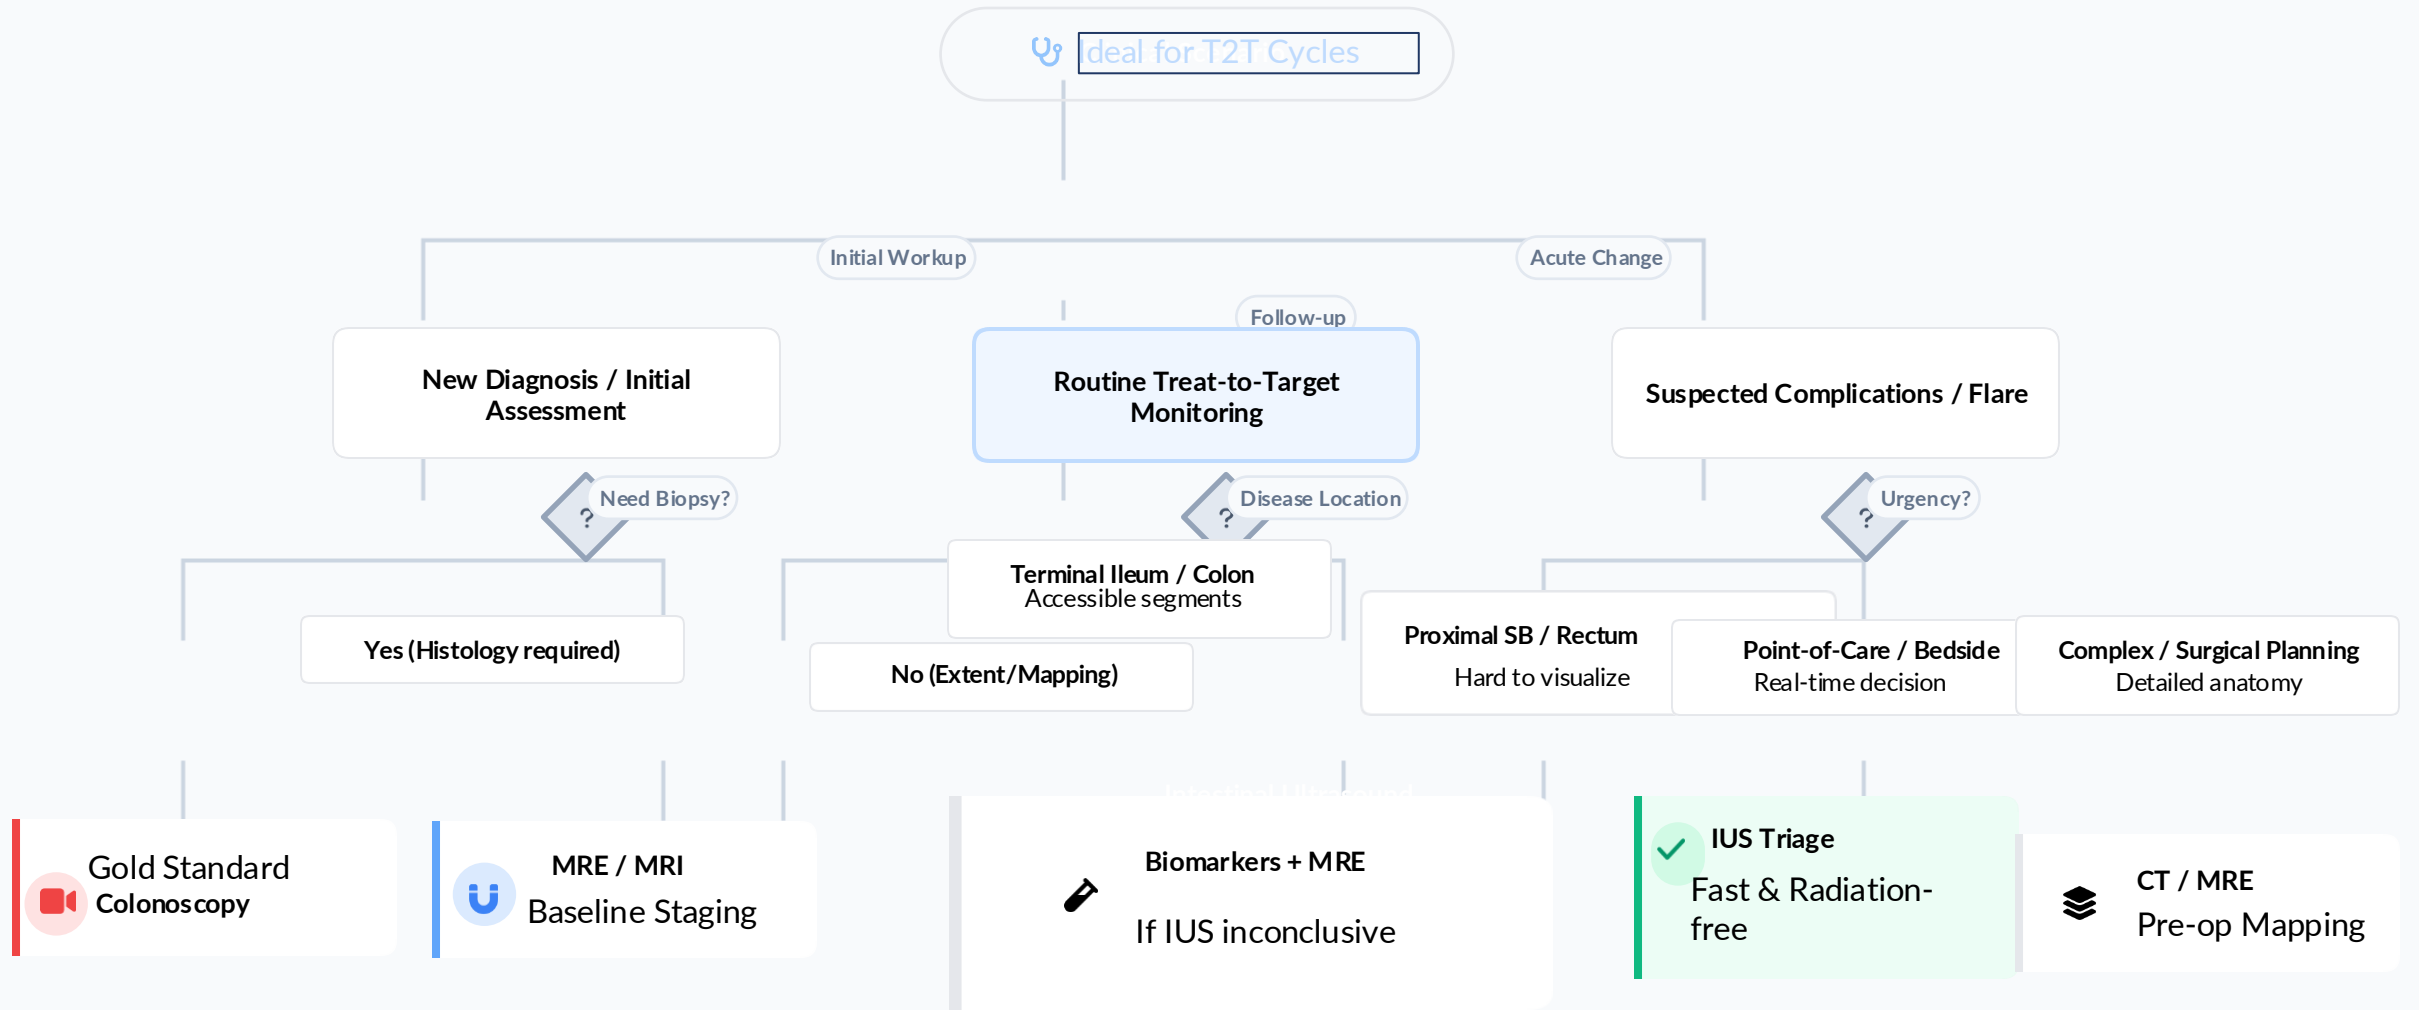 Ideal for T2T Cycles
Initial Workup
Acute Change
Follow-up
New Diagnosis / Initial
Assessment
Routine Treat-to-Target
Monitoring
Suspected Complications / Flare
?
Need Biopsy?
?
Disease Location
?
Urgency?
Terminal Ileum / Colon
Accessible segments
Yes (Histology required)
No (Extent/Mapping)
Proximal SB / Rectum
Hard to visualize
Point-of-Care / Bedside
Real-time decision
Complex / Surgical Planning
Detailed anatomy
Intestinal Ultrasound
Gold Standard
Colonoscopy
MRE / MRI
Baseline Staging
Biomarkers + MRE
If IUS inconclusive
IUS Triage
Fast & Radiation-
free
CT / MRE
Pre-op Mapping